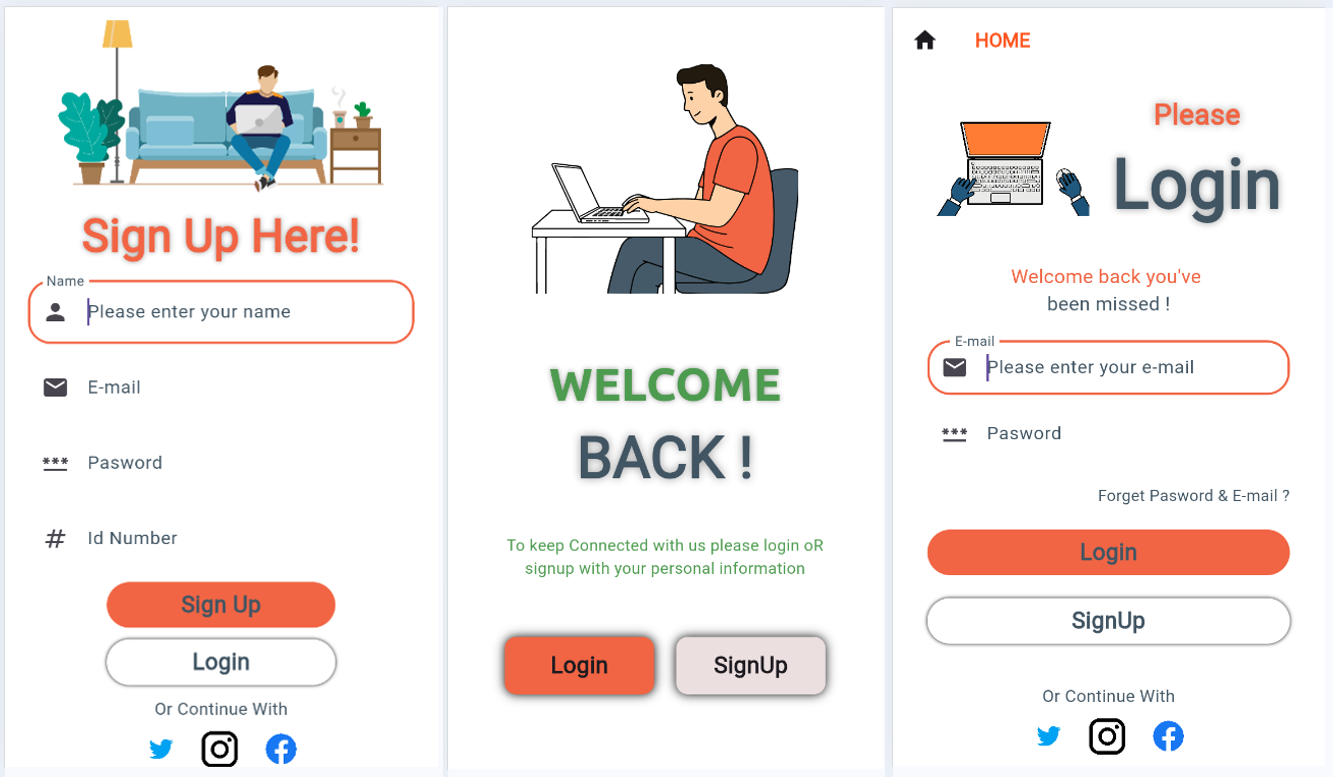 Sign Up Here!
Name
Please enter your name
E-mail
Pasword
Id Number
Sign Up
Login
Or Continue With
WELCOME
BACK !
To keep Connected with us please login oR
signup with your personal information
Login
SignUp
HOME
Please
Login
Welcome back you've
been missed !
E-mail
Please enter your e-mail
Pasword
Forget Pasword & E-mail ?
Login
SignUp
Or Continue With